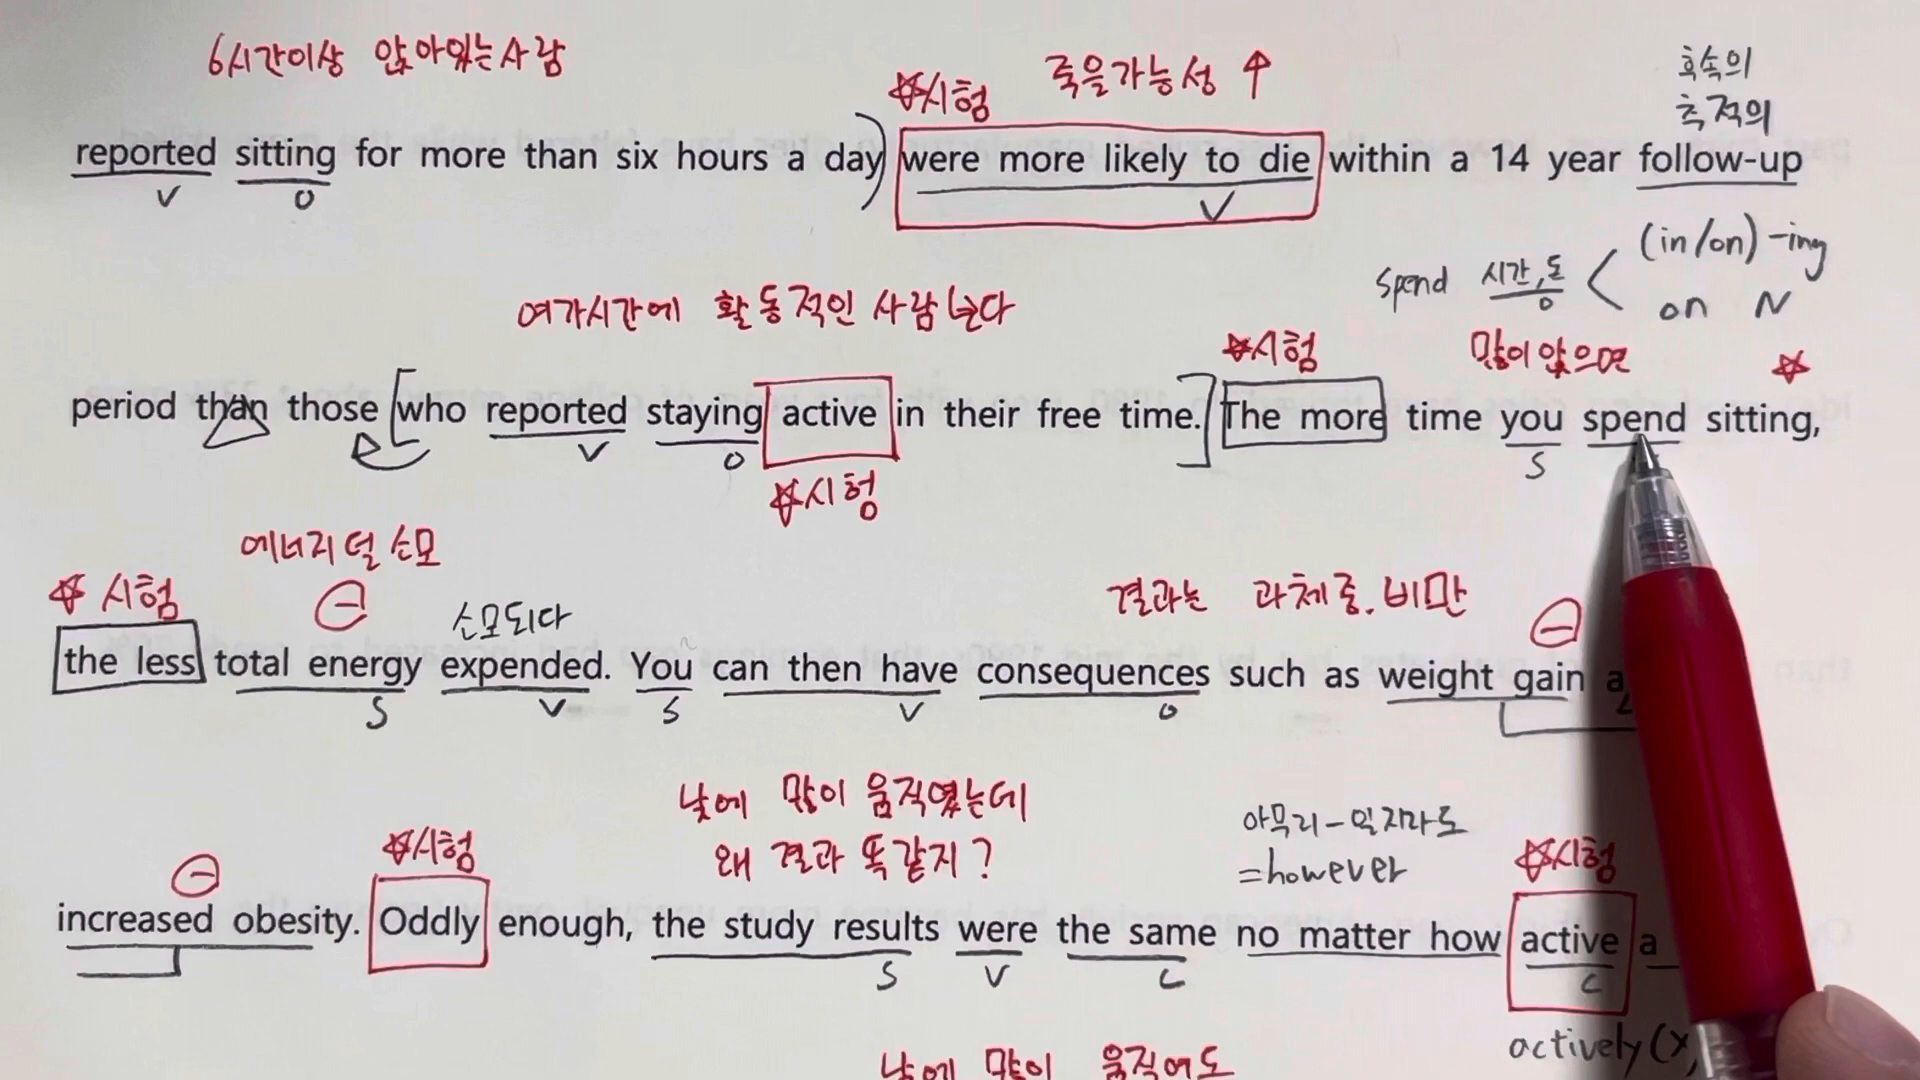 6시간이상 앉아있는사람
☆시험 죽을가능성 ↑
후속의
추적의
reported sitting for more than six hours a day) were more likely to die within a 14 year follow-up
V O V
spend 시간,돈 < (in/on) -ing
O on N
여가시간에 활동적인 사람보다
☆시험 많이앉으면 ☆
period than those [who reported staying active in their free time.] The more time you spend sitting,
V O S
☆시험
에너지 덜 소모
☆시험 ⊖ 소모되다 결과는 과체중. 비만 ⊖
the less total energy expended. You can then have consequences such as weight gain
S V S V O
낮에 많이 움직였는데
왜 결과 똑같지?
아무리-일지라도
=however
⊖ ☆시험 ☆시험
increased obesity. Oddly enough, the study results were the same no matter how active a
S V C C
actively(x)
낮에 많이 움직여도